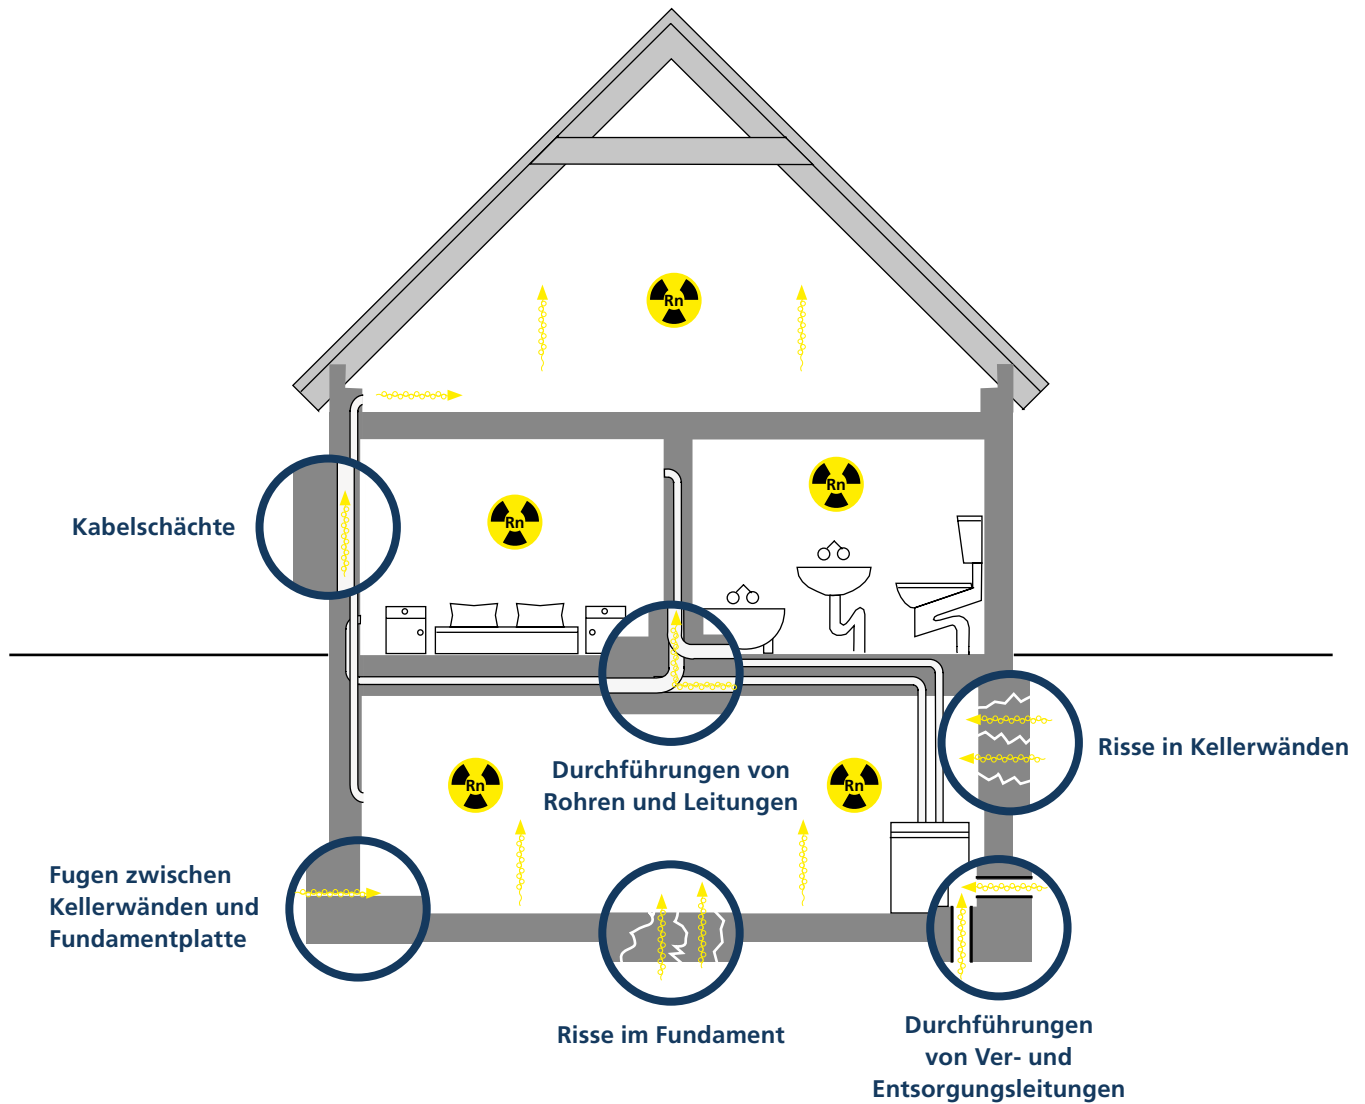 Rn
Rn
Rn
Kabelschächte
Rn
Rn
Durchführungen von
Rohren und Leitungen
Risse in Kellerwänden
Fugen zwischen
Kellerwänden und
Fundamentplatte
Risse im Fundament
Durchführungen
von Ver- und
Entsorgungsleitungen